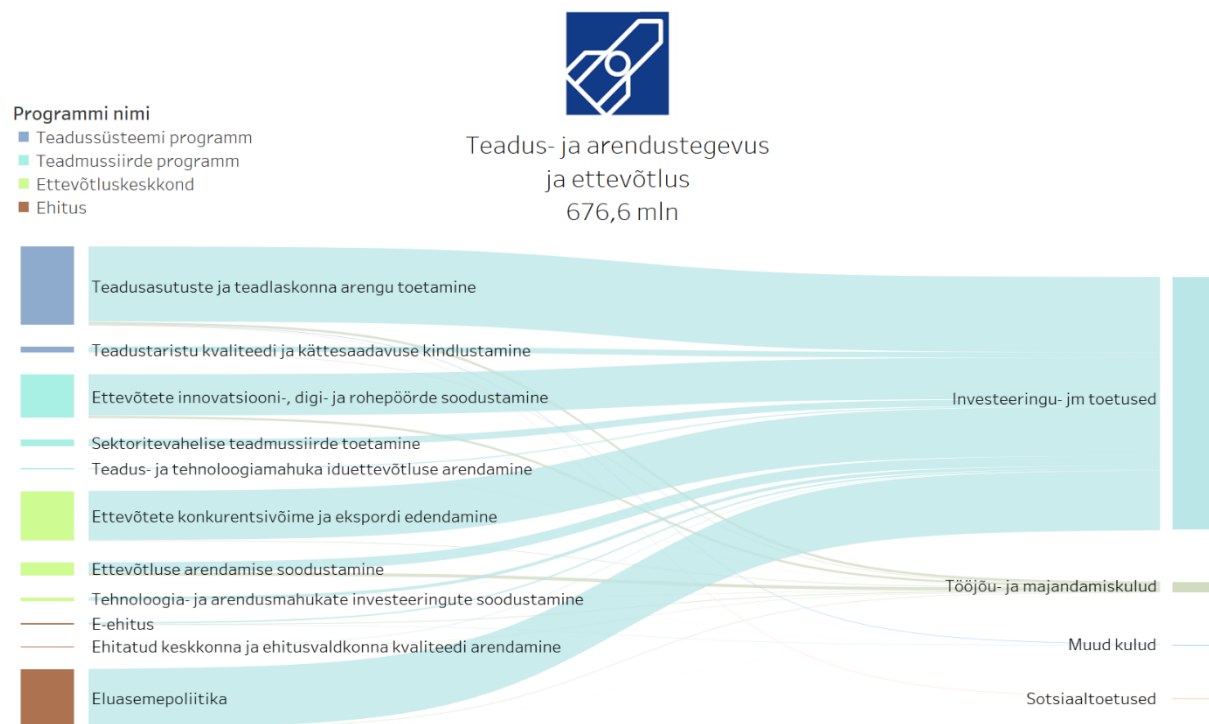 Teadus- ja arendustegevus
ja ettevõtlus
676,6 mln
Programmi nimi
Teadussüsteemi programm
Teadmussiirde programm
Ettevõtluskeskkond
Ehitus
Teadusasutuste ja teadlaskonna arengu toetamine
Teadustaristu kvaliteedi ja kättesaadavuse kindlustamine
Ettevõtete innovatsiooni-, digi- ja rohepöörde soodustamine
Sektoritevahelise teadmussiirde toetamine
Teadus- ja tehnoloogiamahuka iduettevõtluse arendamine
Ettevõtete konkurentsivõime ja ekspordi edendamine
Ettevõtluse arendamise soodustamine
Tehnoloogia- ja arendusmahukate investeeringute soodustamine
E-ehitus
Ehitatud keskkonna ja ehitusvaldkonna kvaliteedi arendamine
Eluasemepoliitika
Investeeringu- jm toetused
Tööjõu- ja majandamiskulud
Muud kulud
Sotsiaaltoetused